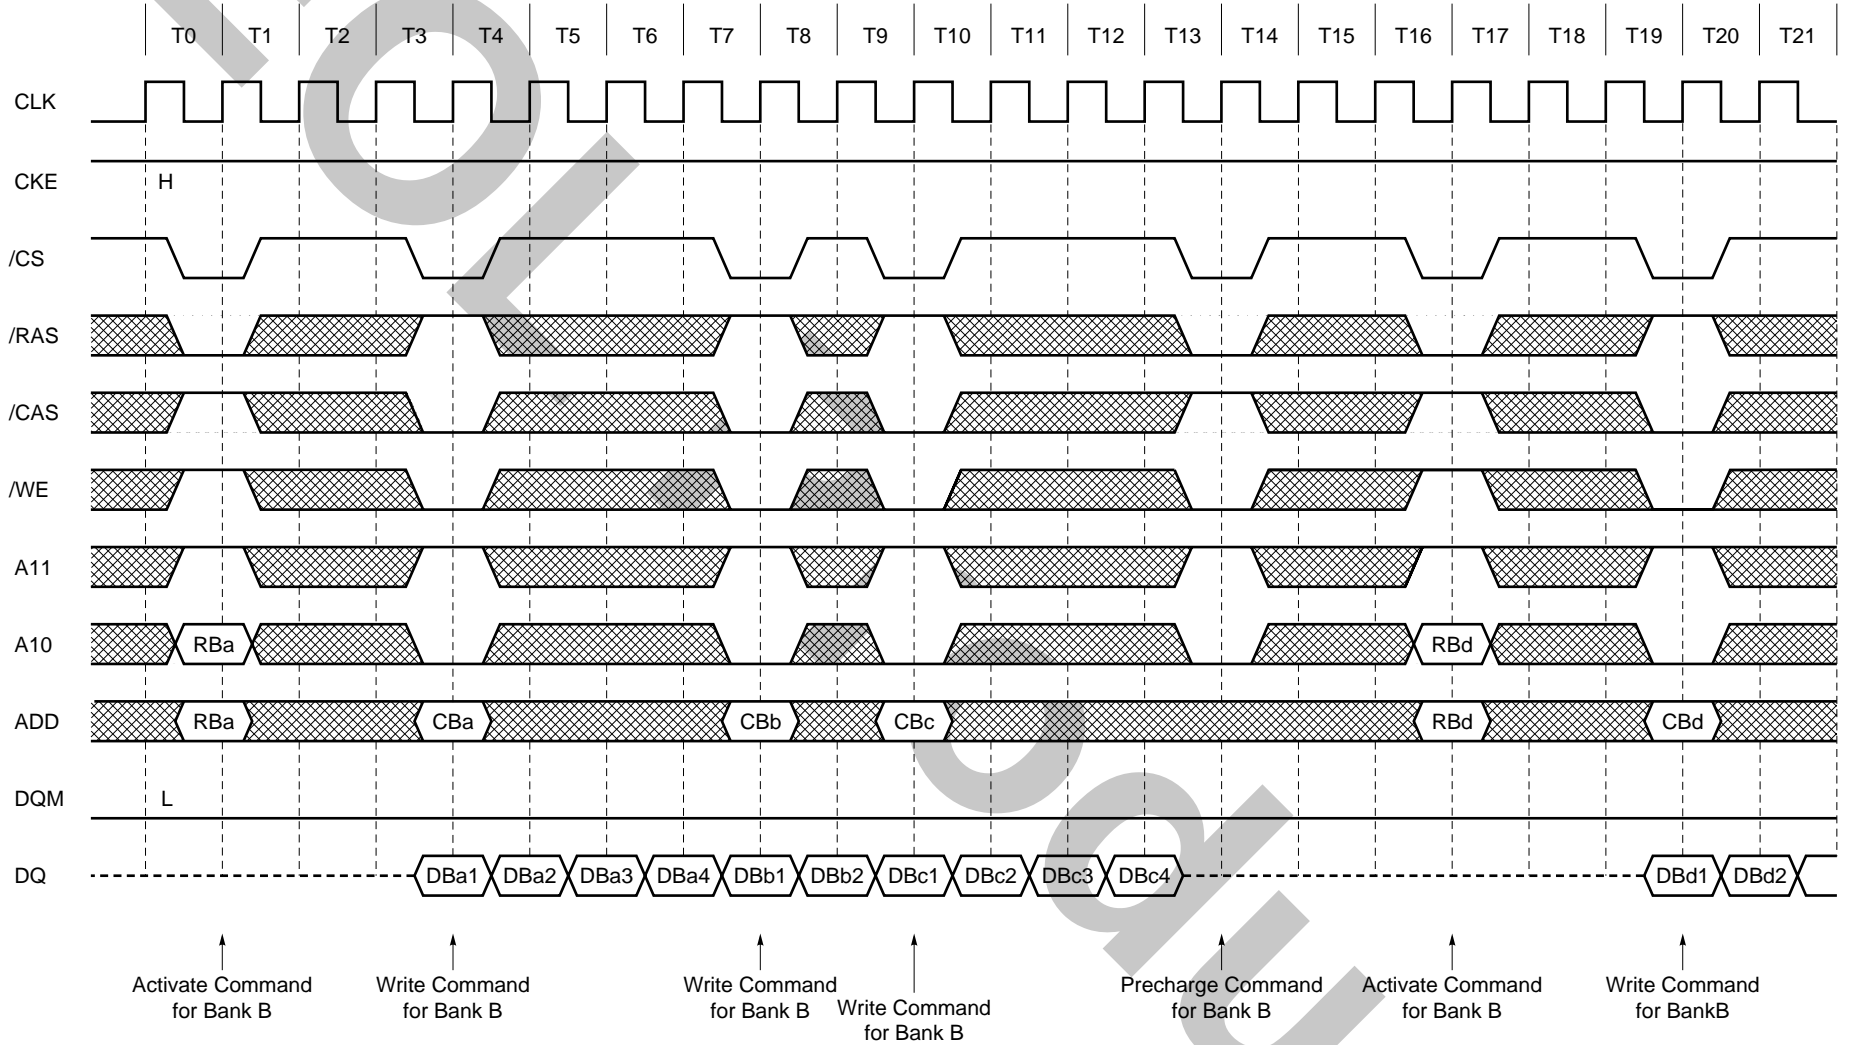 T0 T1 T2 T3 T4 T5 T6 T7 T8 T9 T10 T11 T12 T13 T14 T15 T16 T17 T18 T19 T20 T21
CLK
CKE H
/CS
/RAS
/CAS
/WE
A11
A10 RBa RBd
ADD RBa CBa CBb CBc RBd CBd
DQM L
DQ DBa1 DBa2 DBa3 DBa4 DBb1 DBb2 DBc1 DBc2 DBc3 DBc4 DBd1 DBd2
Activate Command
for Bank B
Write Command
for Bank B
Write Command
for Bank B
Write Command
for Bank B
Precharge Command
for Bank B
Activate Command
for Bank B
Write Command
for BankB